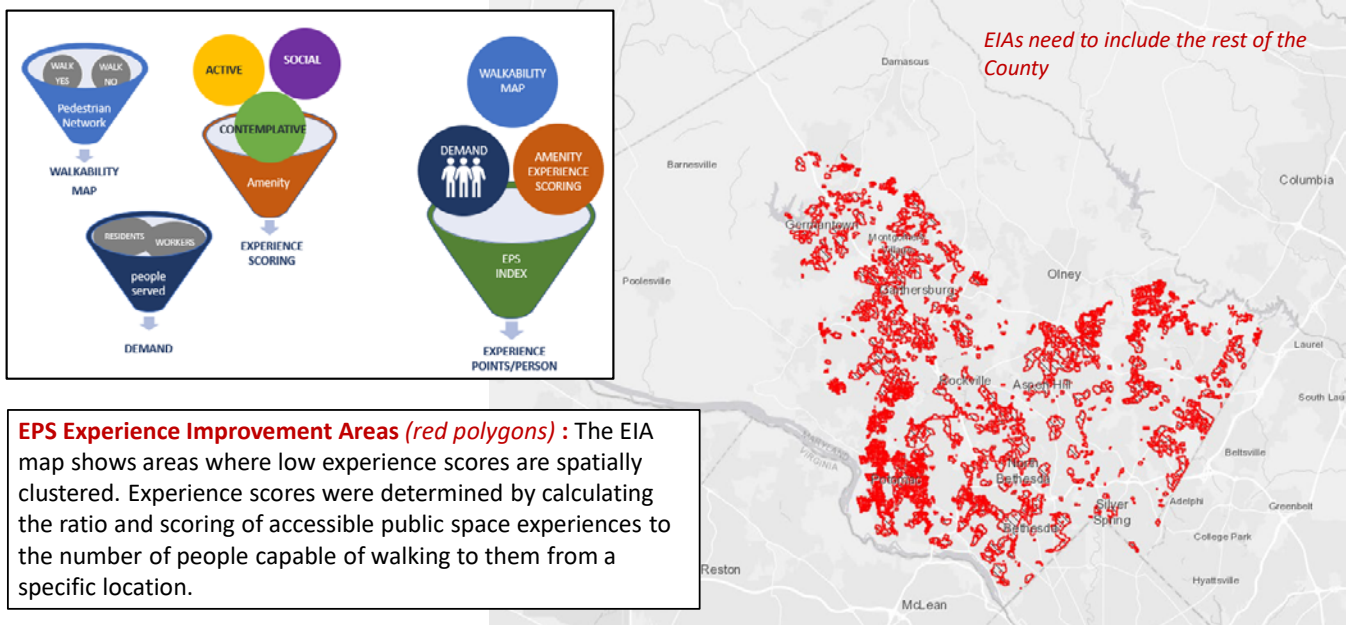 WALK
YES
WALK
NO
Pedestrian
Network
WALKABILITY
MAP
RESIDENTS
WORKERS
people
served
DEMAND
ACTIVE
SOCIAL
CONTEMPLATIVE
Amenity
EXPERIENCE
SCORING
WALKABILITY
MAP
DEMAND
AMENITY
EXPERIENCE
SCORING
EPS
INDEX
EXPERIENCE
POINTS/PERSON
EPS Experience Improvement Areas (red polygons) : The EIA
map shows areas where low experience scores are spatially
clustered. Experience scores were determined by calculating
the ratio and scoring of accessible public space experiences to
the number of people capable of walking to them from a
specific location.
EIAs need to include the rest of the
County
Damascus
Barnesville
Columbia
Germantown
Montgomery
Village
Olney
Poolesville
Gaithersburg
Laurel
Rockville
Aspen Hill
South Lau
MARYLAND
VIRGINIA
Beltsville
Potomac
North
Bethesda
Silver
Spring
Adelphi
Greenbelt
Bethesda
College Park
Reston
Hyattsville
McLean